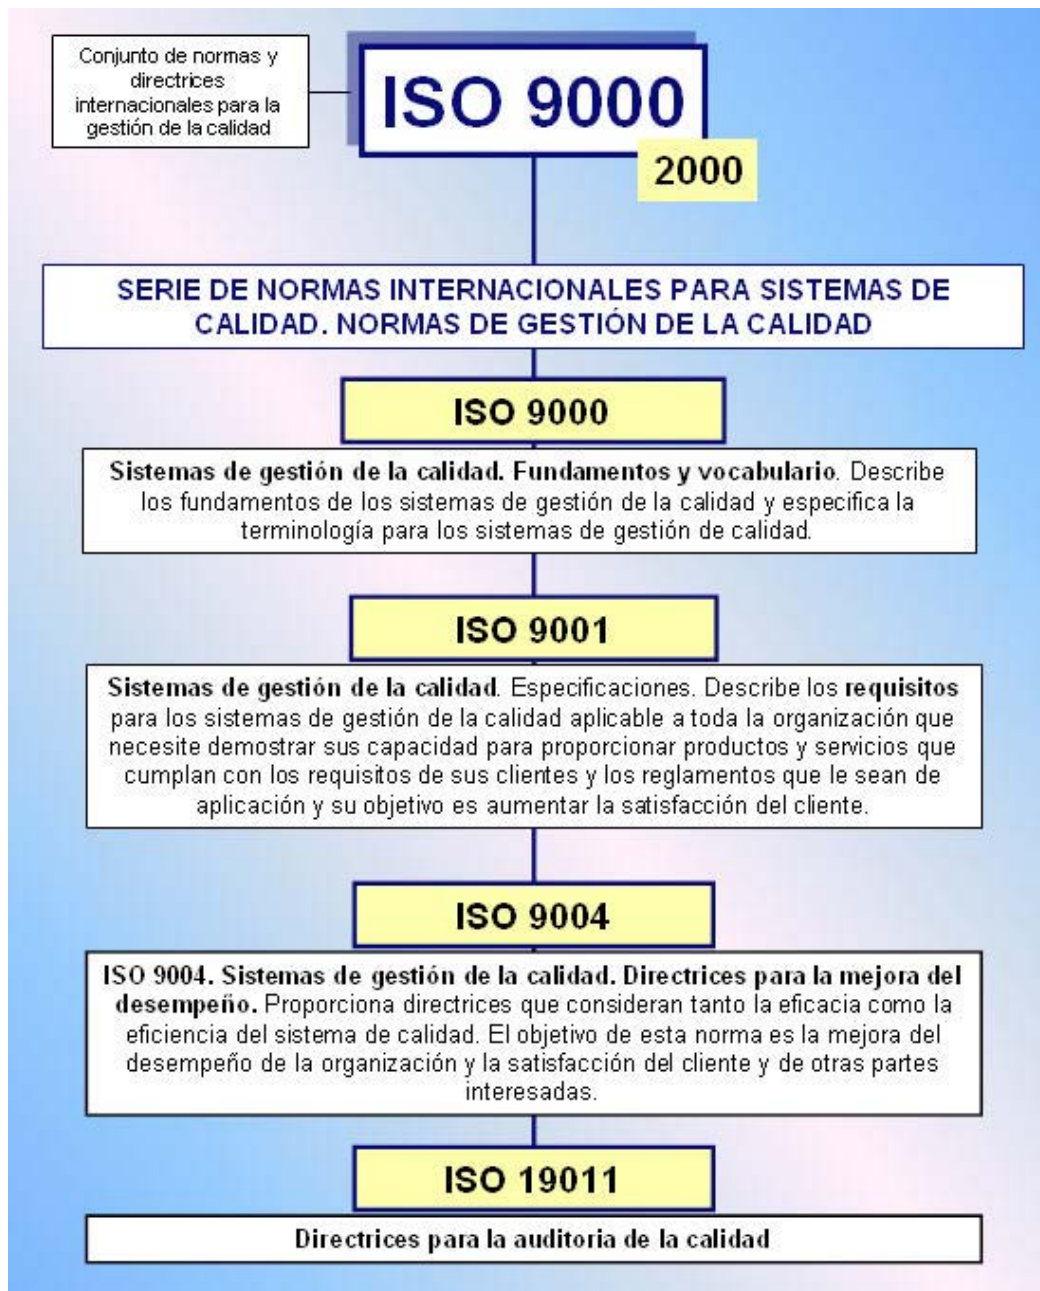 Conjunto de normas y
directrices
internacionales para la
gestión de la calidad
ISO 9000
2000
SERIE DE NORMAS INTERNACIONALES PARA SISTEMAS DE
CALIDAD. NORMAS DE GESTIÓN DE LA CALIDAD
ISO 9000
Sistemas de gestión de la calidad. Fundamentos y vocabulario. Describe
los fundamentos de los sistemas de gestión de la calidad y especifica la
terminología para los sistemas de gestión de calidad.
ISO 9001
Sistemas de gestión de la calidad. Especificaciones. Describe los requisitos
para los sistemas de gestión de la calidad aplicable a toda la organización que
necesite demostrar sus capacidad para proporcionar productos y servicios que
cumplan con los requisitos de sus clientes y los reglamentos que le sean de
aplicación y su objetivo es aumentar la satisfacción del cliente.
ISO 9004
ISO 9004. Sistemas de gestión de la calidad. Directrices para la mejora del
desempeño. Proporciona directrices que consideran tanto la eficacia como la
eficiencia del sistema de calidad. El objetivo de esta norma es la mejora del
desempeño de la organización y la satisfacción del cliente y de otras partes
interesadas.
ISO 19011
Directrices para la auditoria de la calidad